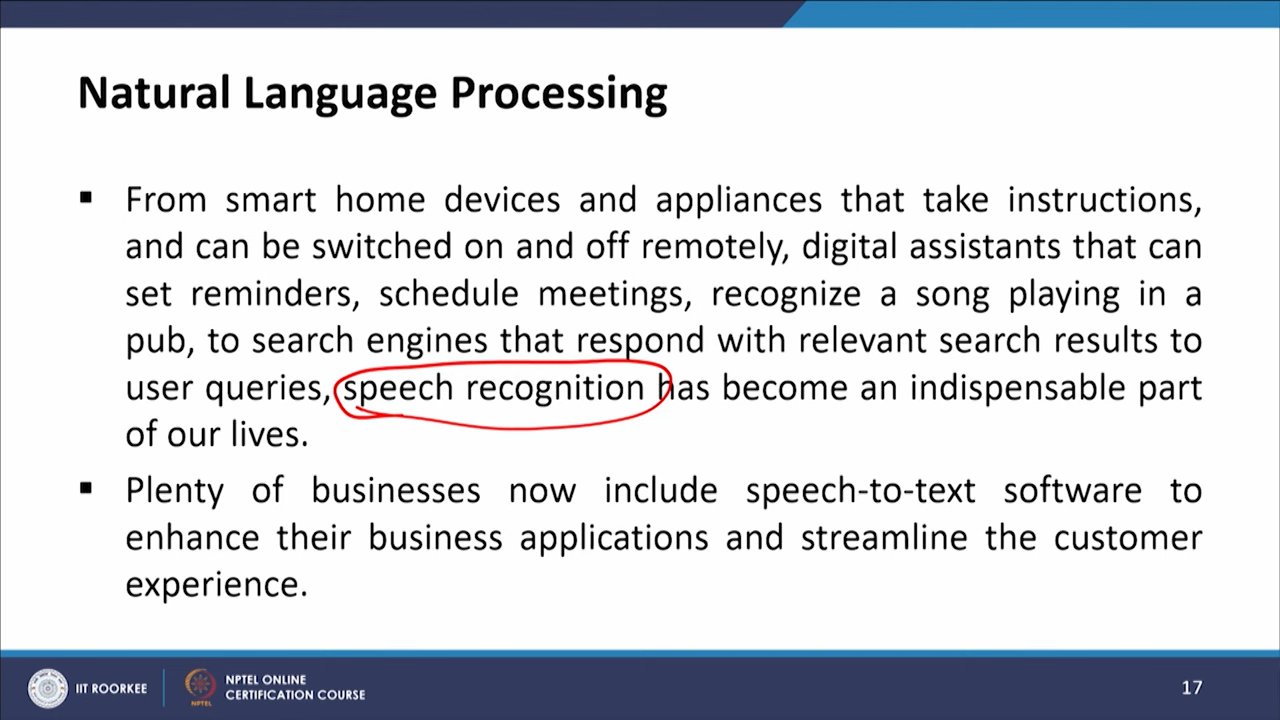 Natural Language Processing
▪ From smart home devices and appliances that take instructions,
and can be switched on and off remotely, digital assistants that can
set reminders, schedule meetings, recognize a song playing in a
pub, to search engines that respond with relevant search results to
user queries, speech recognition has become an indispensable part
of our lives.
▪ Plenty of businesses now include speech-to-text software to
enhance their business applications and streamline the customer
experience.
IIT ROORKEE
NPTEL
NPTEL ONLINE
CERTIFICATION COURSE
17